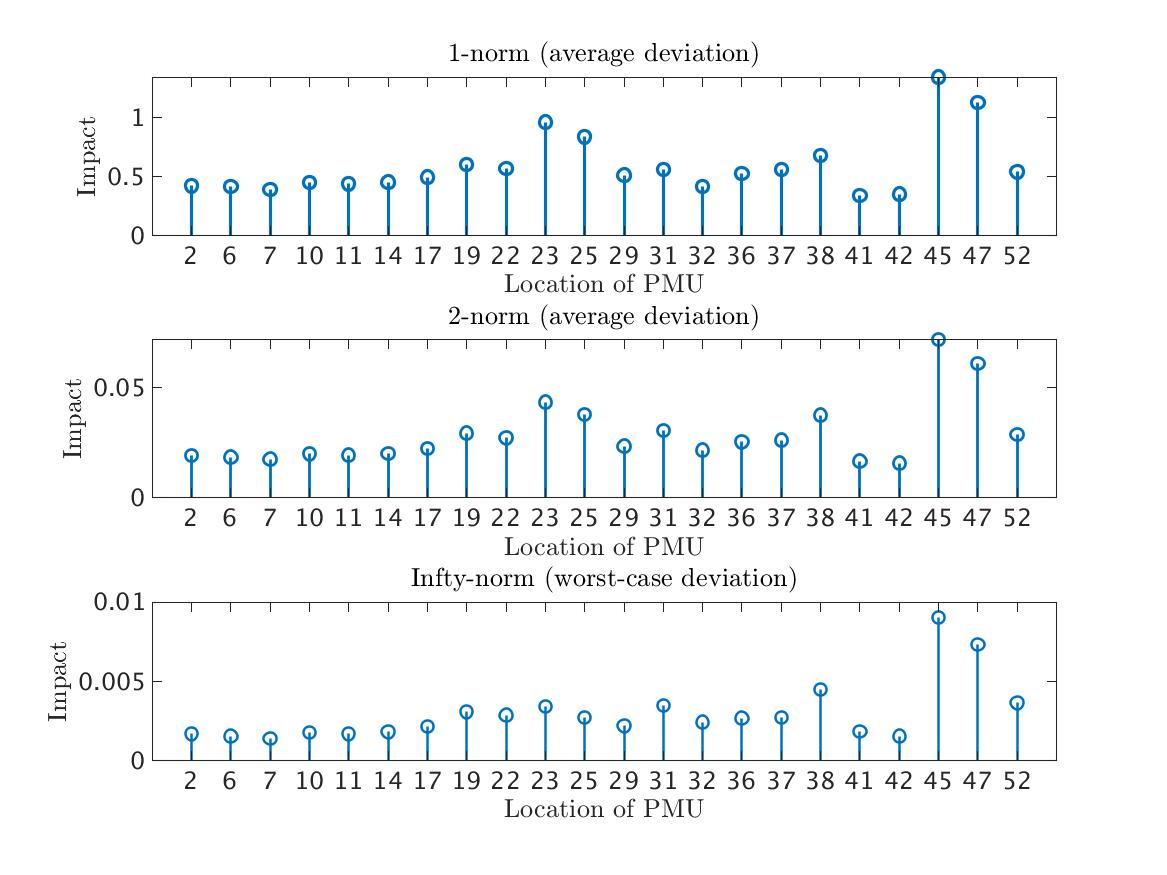 1-norm (average deviation)
Impact
1
0.5
0
2 6 7 10 11 14 17 19 22 23 25 29 31 32 36 37 38 41 42 45 47 52
Location of PMU
2-norm (average deviation)
Impact
0.05
0
2 6 7 10 11 14 17 19 22 23 25 29 31 32 36 37 38 41 42 45 47 52
Location of PMU
Infty-norm (worst-case deviation)
Impact
0.01
0.005
0
2 6 7 10 11 14 17 19 22 23 25 29 31 32 36 37 38 41 42 45 47 52
Location of PMU